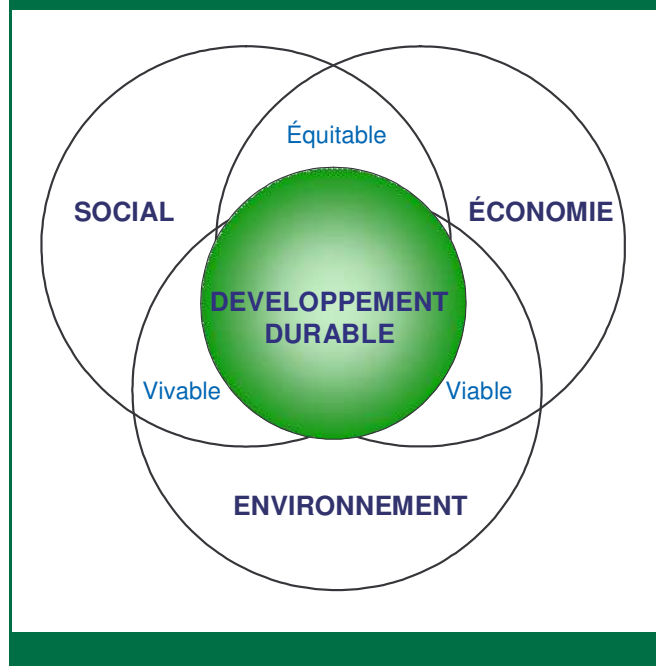 Équitable
SOCIAL
ÉCONOMIE
DEVELOPPEMENT
DURABLE
Vivable
Viable
ENVIRONNEMENT